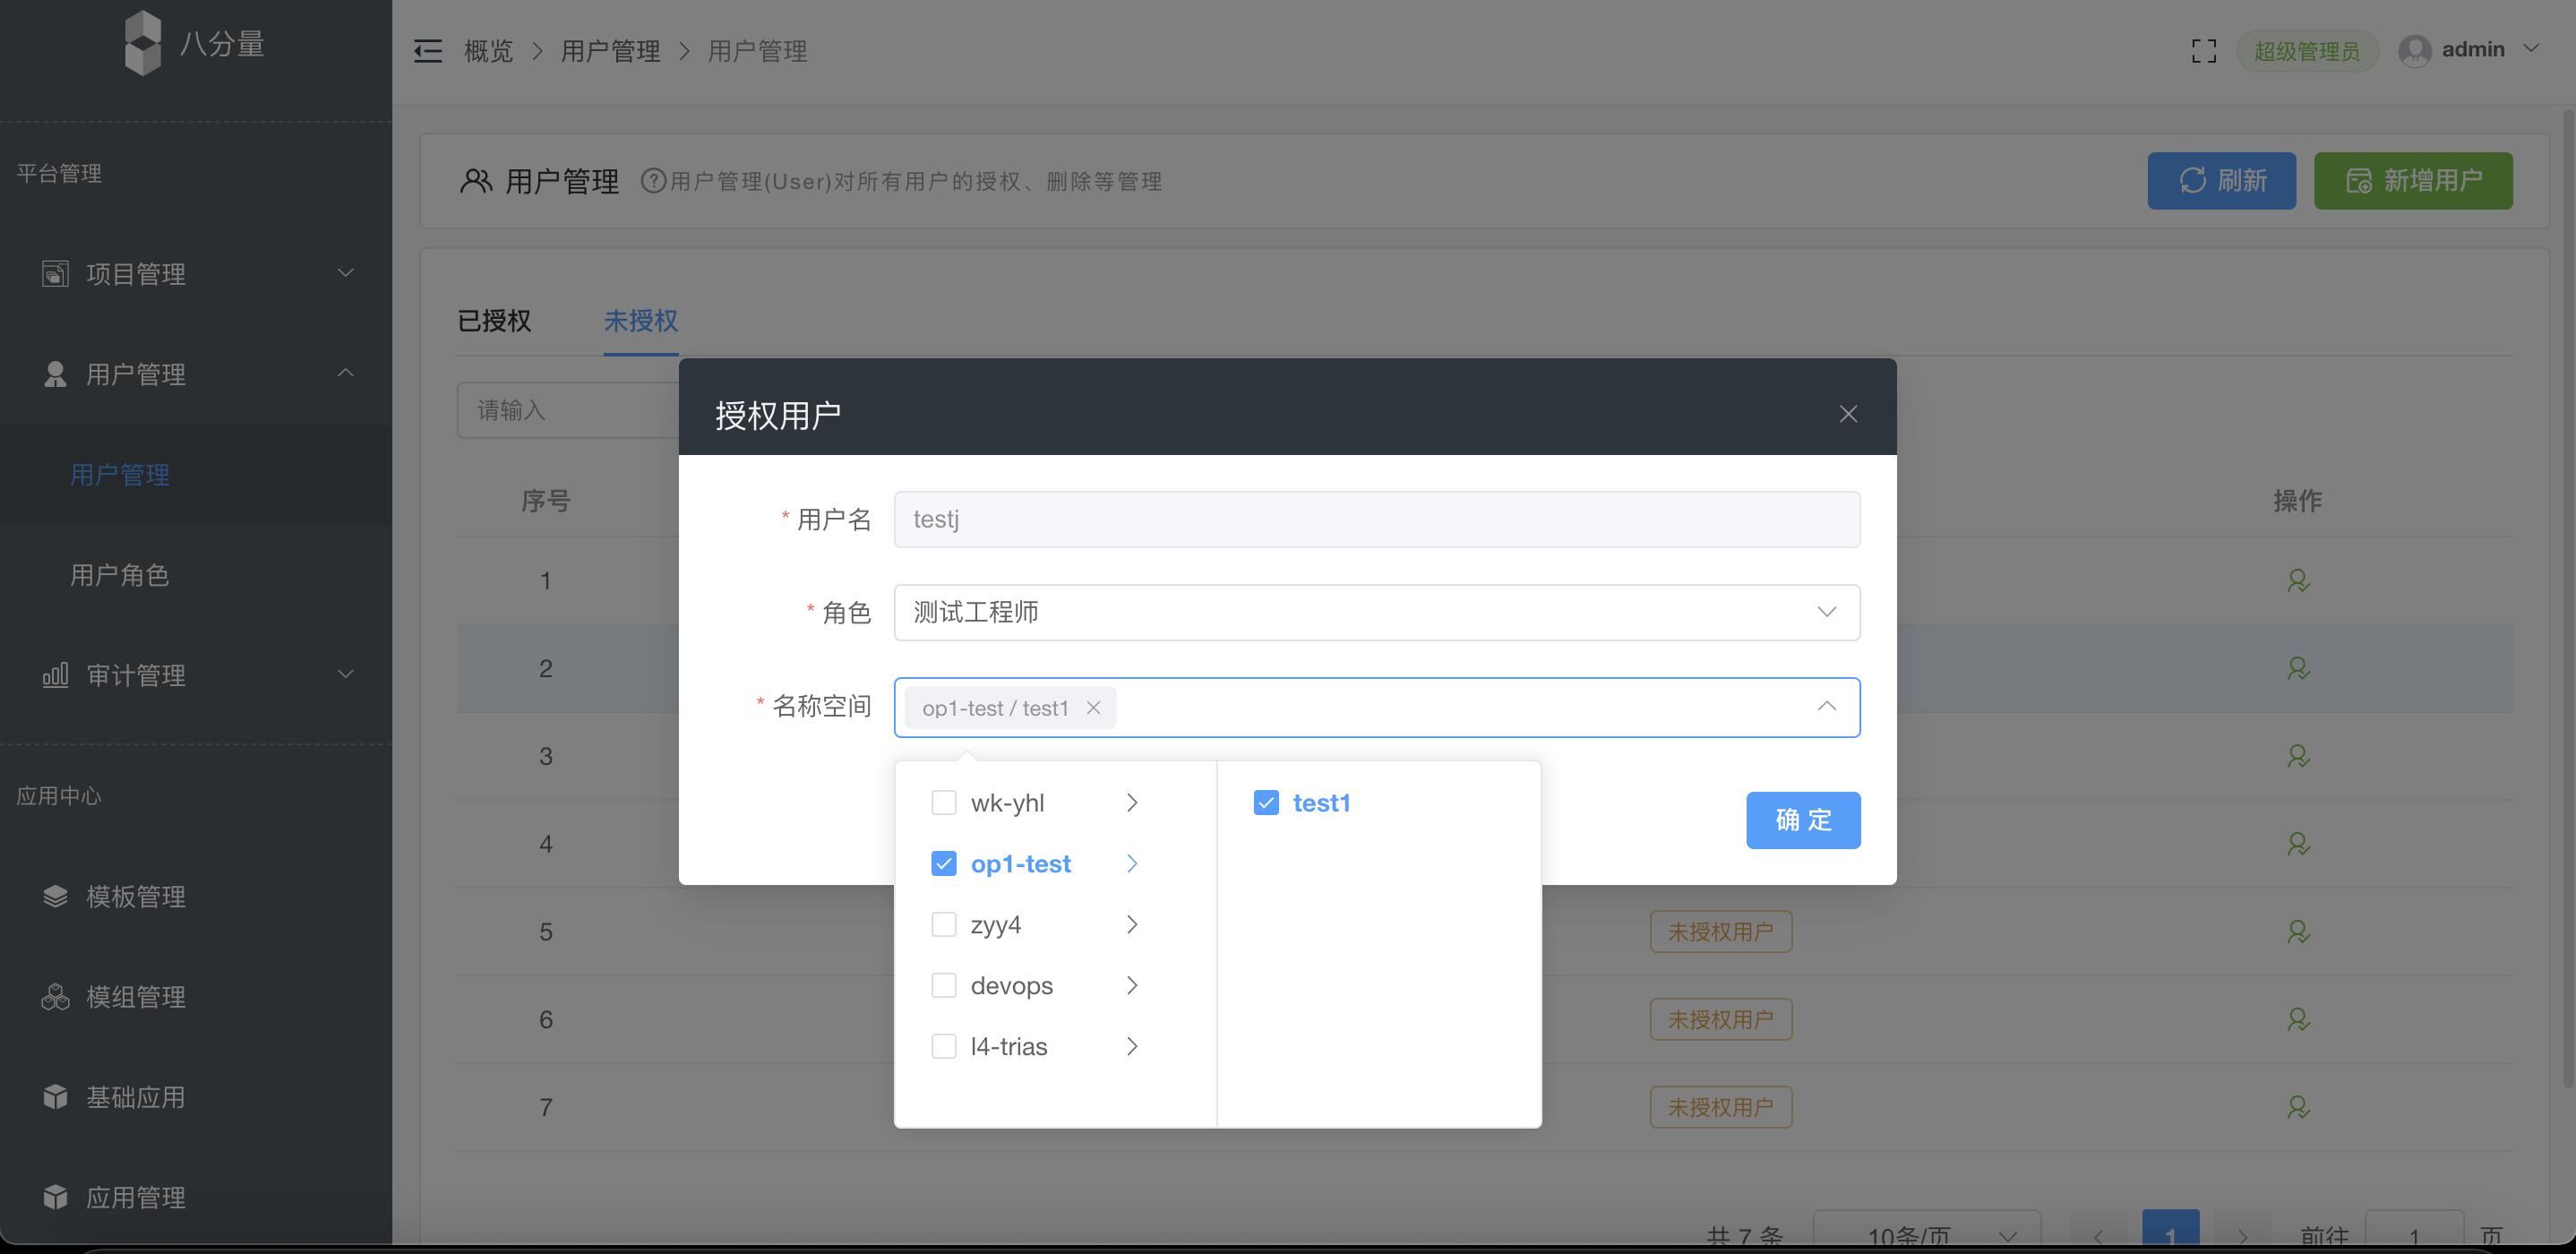 八分量
概览 > 用户管理 > 用户管理
超级管理员
admin
平台管理
项目管理
用户管理
用户管理
用户角色
审计管理
应用中心
模板管理
模组管理
基础应用
应用管理
用户管理
?用户管理(User)对所有用户的授权、删除等管理
刷新
新增用户
已授权
未授权
请输入
序号
操作
1
2
3
4
5
未授权用户
6
未授权用户
7
未授权用户
授权用户
* 用户名
testj
* 角色
测试工程师
* 名称空间
op1-test / test1
wk-yhl
op1-test
zyy4
devops
l4-trias
test1
确 定
共 7 条
10条/页
1
前往
1
页